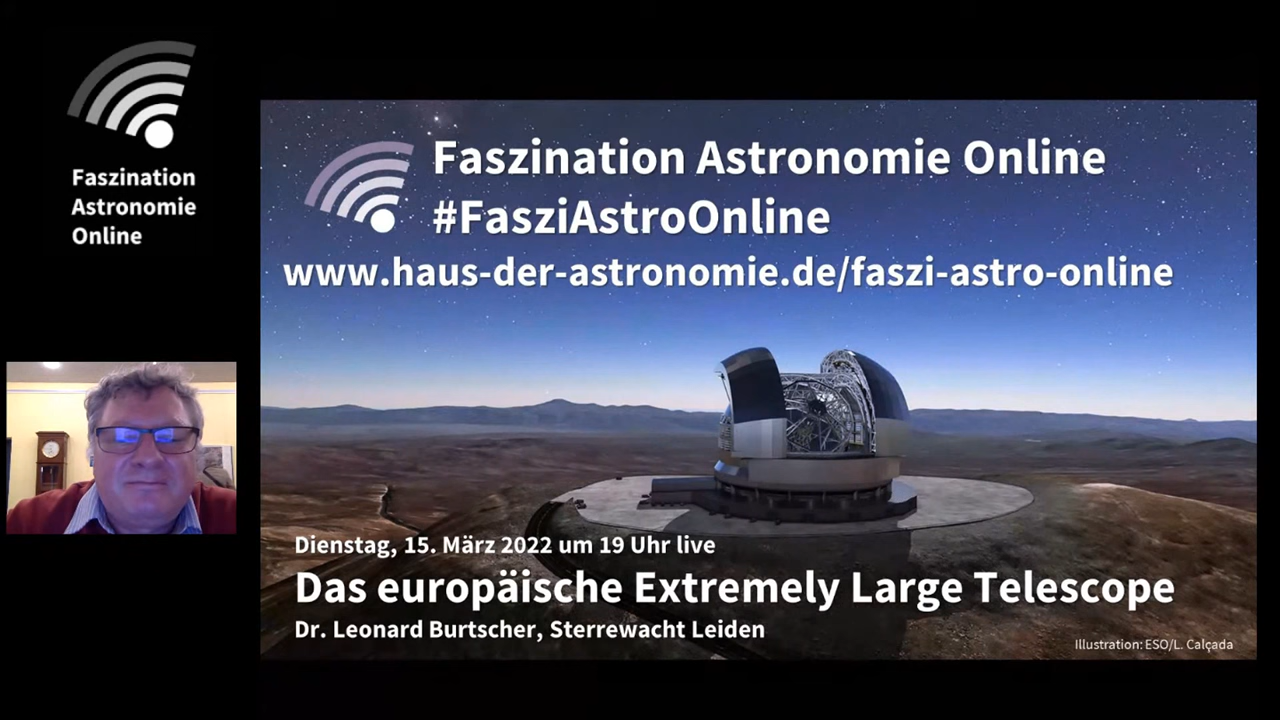 Faszination
Astronomie
Online
Faszination Astronomie Online
#FasziAstroOnline
www.haus-der-astronomie.de/faszi-astro-online
Dienstag, 15. März 2022 um 19 Uhr live
Das europäische Extremely Large Telescope
Dr. Leonard Burtscher, Sterrewacht Leiden
Illustration: ESO/L. Calçada